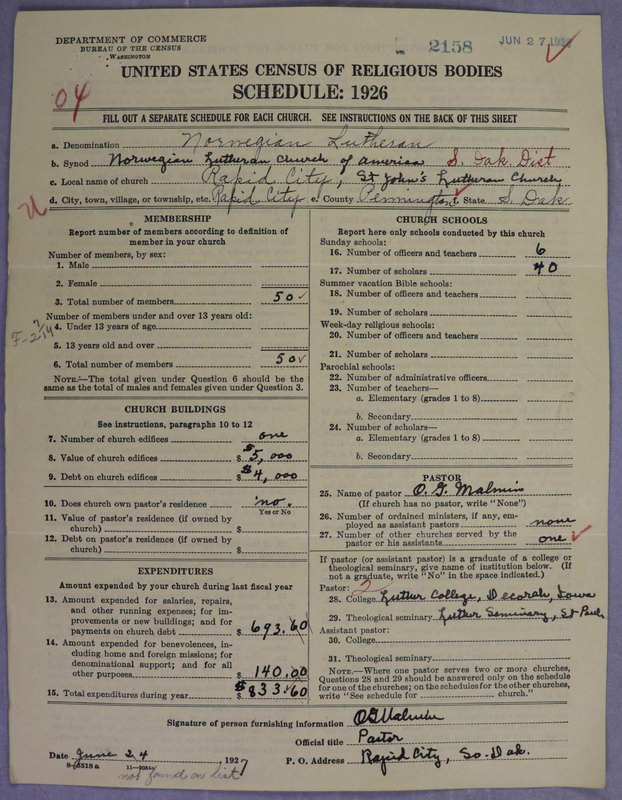 DEPARTMENT OF COMMERCE
BUREAU OF THE CENSUS
WASHINGTON
2158
JUN 27 1927
UNITED STATES CENSUS OF RELIGIOUS BODIES
SCHEDULE: 1926
04
FILL OUT A SEPARATE SCHEDULE FOR EACH CHURCH. SEE INSTRUCTIONS ON THE BACK OF THIS SHEET
a. Denomination Norwegian Lutheran
b. Synod Norwegian Lutheran Church of America S. Dak Dist
c. Local name of church Rapid City, St John's Lutheran Church
d. City, town, village, or township, etc. Rapid City e. County Pennington f. State S. Dak.
MEMBERSHIP
Report number of members according to definition of
member in your church
Number of members, by sex:
1. Male
2. Female
3. Total number of members 50
Number of members under and over 13 years old:
4. Under 13 years of age
5. 13 years old and over
6. Total number of members 50
NOTE.—The total given under Question 6 should be the
same as the total of males and females given under Question 3.
CHURCH BUILDINGS
See instructions, paragraphs 10 to 12
7. Number of church edifices one
8. Value of church edifices $ 5,000
9. Debt on church edifices $ 4,000
10. Does church own pastor's residence no.
Yes or No
11. Value of pastor's residence (if owned by
church) $
12. Debt on pastor's residence (if owned by
church) $
EXPENDITURES
Amount expended by your church during last fiscal year
13. Amount expended for salaries, repairs,
and other running expenses; for im-
provements or new buildings; and for
payments on church debt $ 693.60
14. Amount expended for benevolences, in-
cluding home and foreign missions; for
denominational support; and for all
other purposes $ 140.00
15. Total expenditures during year $ 833.60
CHURCH SCHOOLS
Report here only schools conducted by this church
Sunday schools:
16. Number of officers and teachers 6
17. Number of scholars 40
Summer vacation Bible schools:
18. Number of officers and teachers
19. Number of scholars
Week-day religious schools:
20. Number of officers and teachers
21. Number of scholars
Parochial schools:
22. Number of administrative officers
23. Number of teachers—
a. Elementary (grades 1 to 8)
b. Secondary
24. Number of scholars—
a. Elementary (grades 1 to 8)
b. Secondary
PASTOR
25. Name of pastor O. G. Malmin
(If church has no pastor, write "None")
26. Number of ordained ministers, if any, em-
ployed as assistant pastors none
27. Number of other churches served by the
pastor or his assistants one
If pastor (or assistant pastor) is a graduate of a college or
theological seminary, give name of institution below. (If
not a graduate, write "No" in the space indicated.)
Pastor: 2
28. College Luther College, Decorah, Iowa
29. Theological seminary Luther Seminary, St Paul
Assistant pastor:
30. College
31. Theological seminary
NOTE.—Where one pastor serves two or more churches,
Questions 28 and 29 should be answered only on the schedule
for one of the churches; on the schedules for the other churches,
write "See schedule for church."
Signature of person furnishing information OG Malmin
Official title Pastor
Date June 24, 1927 P. O. Address Rapid City, So. Dak.
not found on list